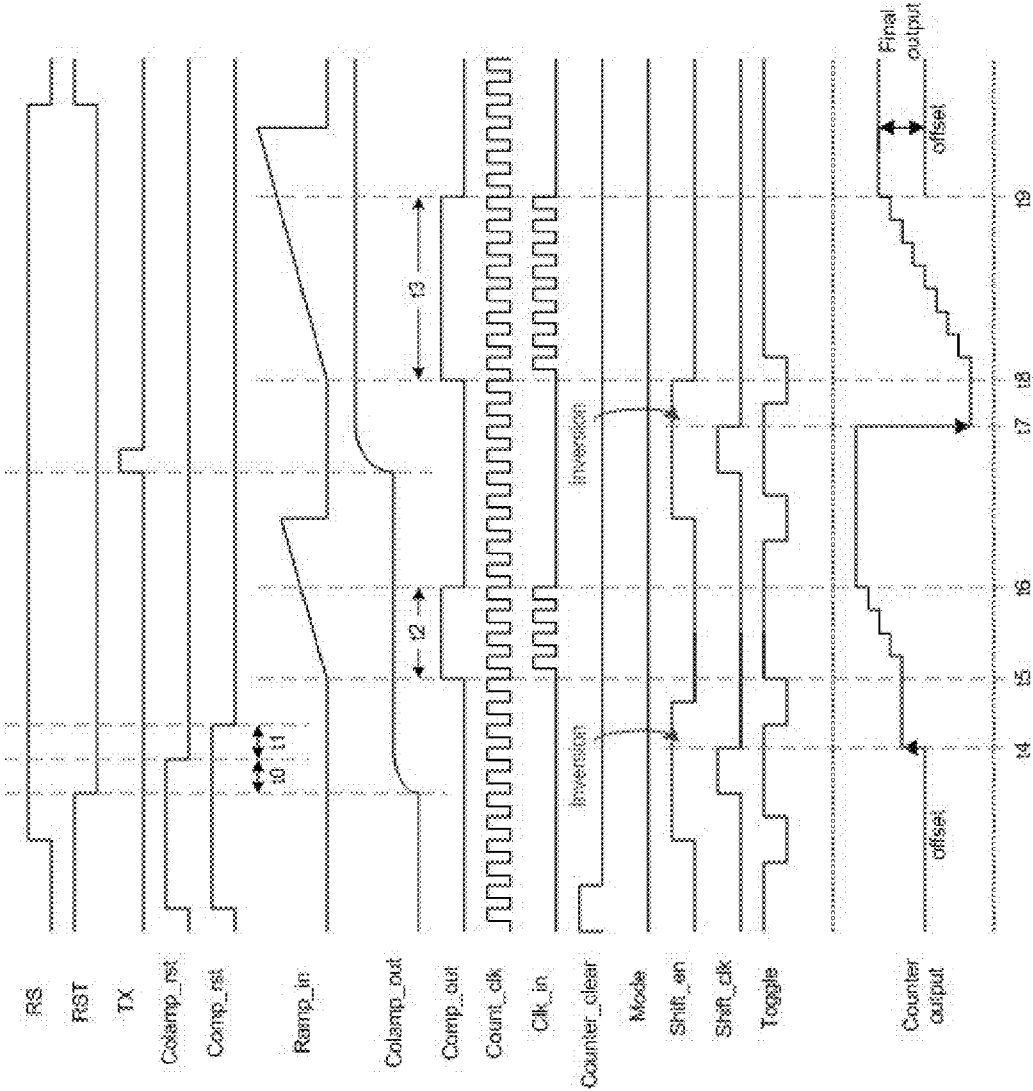 RS
RST
TX
Colamp_rst
Comp_rst
t0
t1
Ramp_in
Colamp_out
Comp_out
t2
t3
Count_clk
Clk_in
Counter_clear
Inversion
Inversion
Mode
Shift_en
Shift_clk
Toggle
Counter
output
offset
Final
output
offset
t4
t5
t6
t7
t8
t9